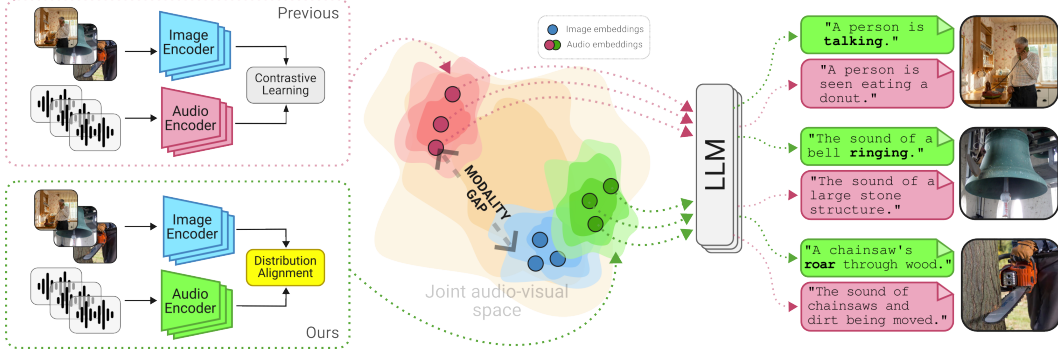 Previous
Image
Encoder
Contrastive
Learning
Audio
Encoder
Image
Encoder
Distribution
Alignment
Audio
Encoder
Ours
Image embeddings
Audio embeddings
MODALITY
GAP
Joint audio-visual
space
LLM
"A person is
talking."
"A person is
seen eating a
donut."
"The sound of a
bell ringing."
"The sound of a
large stone
structure."
"A chainsaw's
roar through wood."
"The sound of
chainsaws and
dirt being moved."